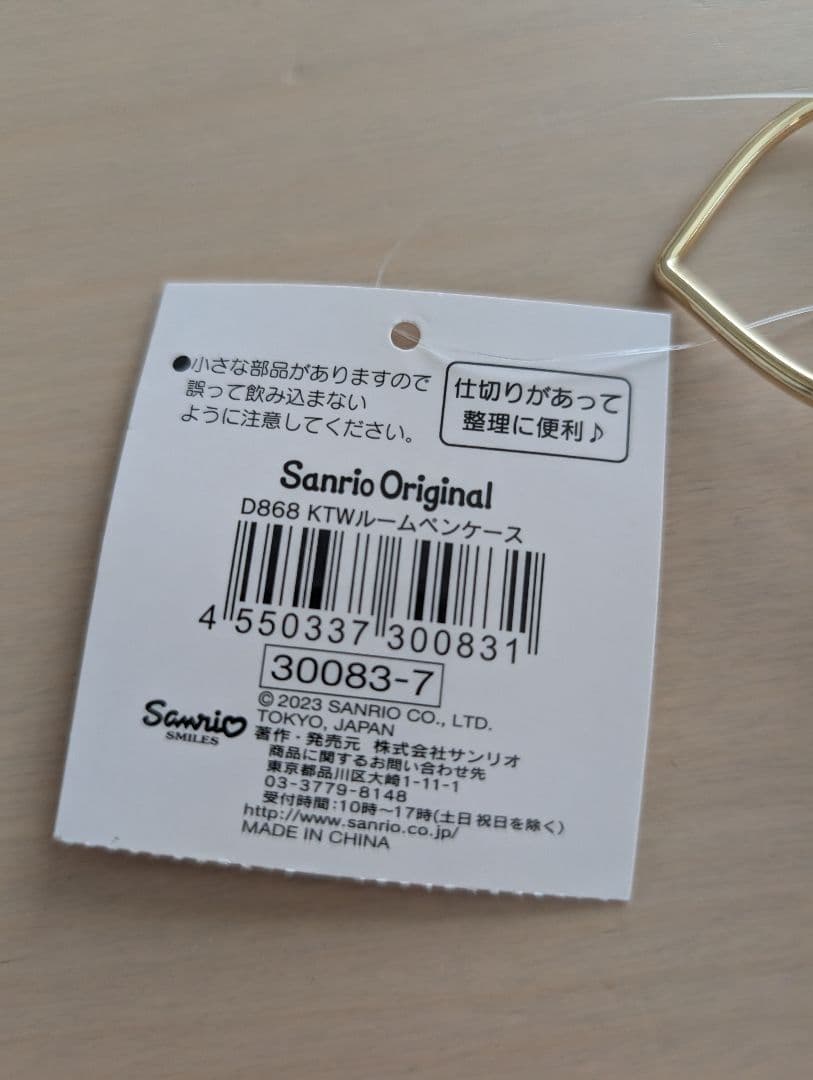 ●小さな部品がありますので
誤って飲み込まない
ように注意してください。
仕切りがあって
整理に便利♪
Sanrio Original
D868 KTWルームペンケース
4 550337 300831
30083-7
© 2023 SANRIO CO., LTD.
TOKYO, JAPAN
Sanrio
SMILES
著作・発売元 株式会社サンリオ
商品に関するお問い合わせ先
東京都品川区大崎1-11-1
03-3779-8148
受付時間:10時〜17時(土日祝日を除く)
http://www.sanrio.co.jp/
MADE IN CHINA